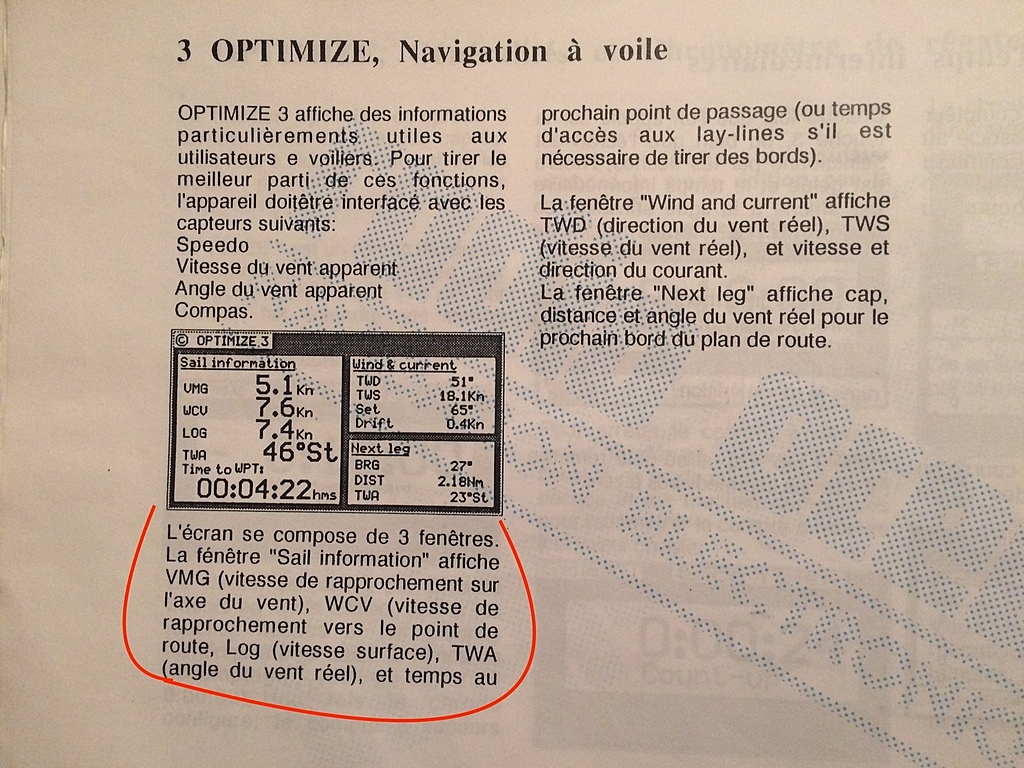 3 OPTIMIZE, Navigation à voile
OPTIMIZE 3 affiche des informations
particulièrements utiles aux
utilisateurs e voiliers. Pour tirer le
meilleur parti de ces fonctions,
l'appareil doitêtre interfacé avec les
capteurs suivants:
Speedo
Vitesse du vent apparent
Angle du vent apparent
Compas.
© OPTIMIZE 3
Sail information
VMG 5.1Kn
WCV 7.6Kn
LOG 7.4Kn
TWA 46°St
Time to WPT:
00:04:22hms
Wind & current
TWD 51°
TWS 18.1Kn
Set 65°
Drift 0.4Kn
Next leg
BRG 27°
DIST 2.18Nm
TWA 23°St
L'écran se compose de 3 fenêtres.
La fénêtre "Sail information" affiche
VMG (vitesse de rapprochement sur
l'axe du vent), WCV (vitesse de
rapprochement vers le point de
route, Log (vitesse surface), TWA
(angle du vent réel), et temps au
prochain point de passage (ou temps
d'accès aux lay-lines s'il est
nécessaire de tirer des bords).
La fenêtre "Wind and current" affiche
TWD (direction du vent réel), TWS
(vitesse du vent réel), et vitesse et
direction du courant.
La fenêtre "Next leg" affiche cap,
distance et angle du vent réel pour le
prochain bord du plan de route.